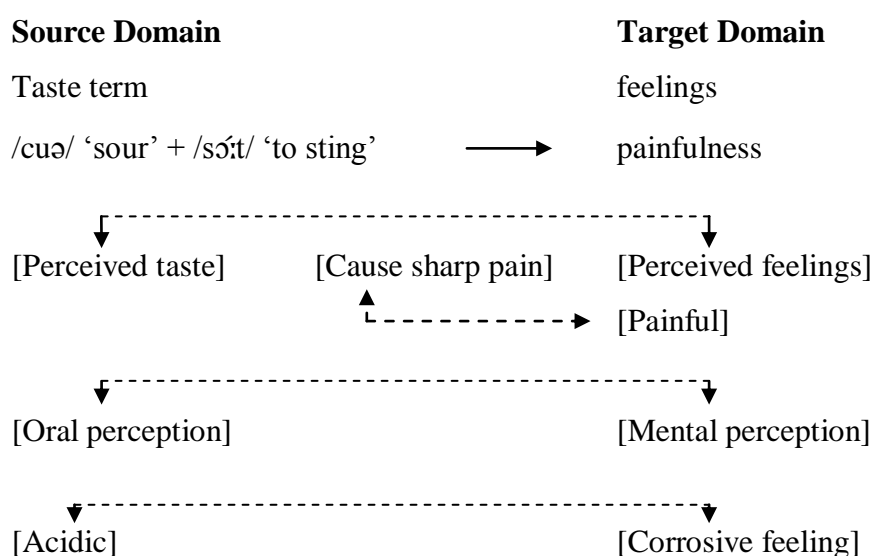 Source Domain Target Domain
Taste term feelings
/cuə/ ‘sour’ + /sɔ́ːt/ ‘to sting’ painfulness
[Perceived taste] [Cause sharp pain] [Perceived feelings]
[Painful]
[Oral perception] [Mental perception]
[Acidic] [Corrosive feeling]